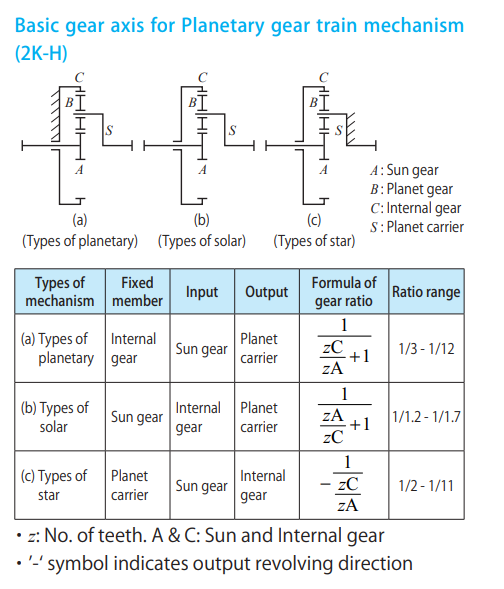 Basic gear axis for Planetary gear train mechanism
(2K-H)
C C C
B B B
S S S
A A A
A: Sun gear
B: Planet gear
C: Internal gear
S: Planet carrier
(a) (b) (c)
(Types of planetary) (Types of solar) (Types of star)
Types of mechanism | Fixed member | Input | Output | Formula of gear ratio | Ratio range
(a) Types of planetary | Internal gear | Sun gear | Planet carrier | 1 / (zC/zA + 1) | 1/3 - 1/12
(b) Types of solar | Sun gear | Internal gear | Planet carrier | 1 / (zA/zC + 1) | 1/1.2 - 1/1.7
(c) Types of star | Planet carrier | Sun gear | Internal gear | − 1 / (zC/zA) | 1/2 - 1/11
• z: No. of teeth. A & C: Sun and Internal gear
• ’-‘ symbol indicates output revolving direction